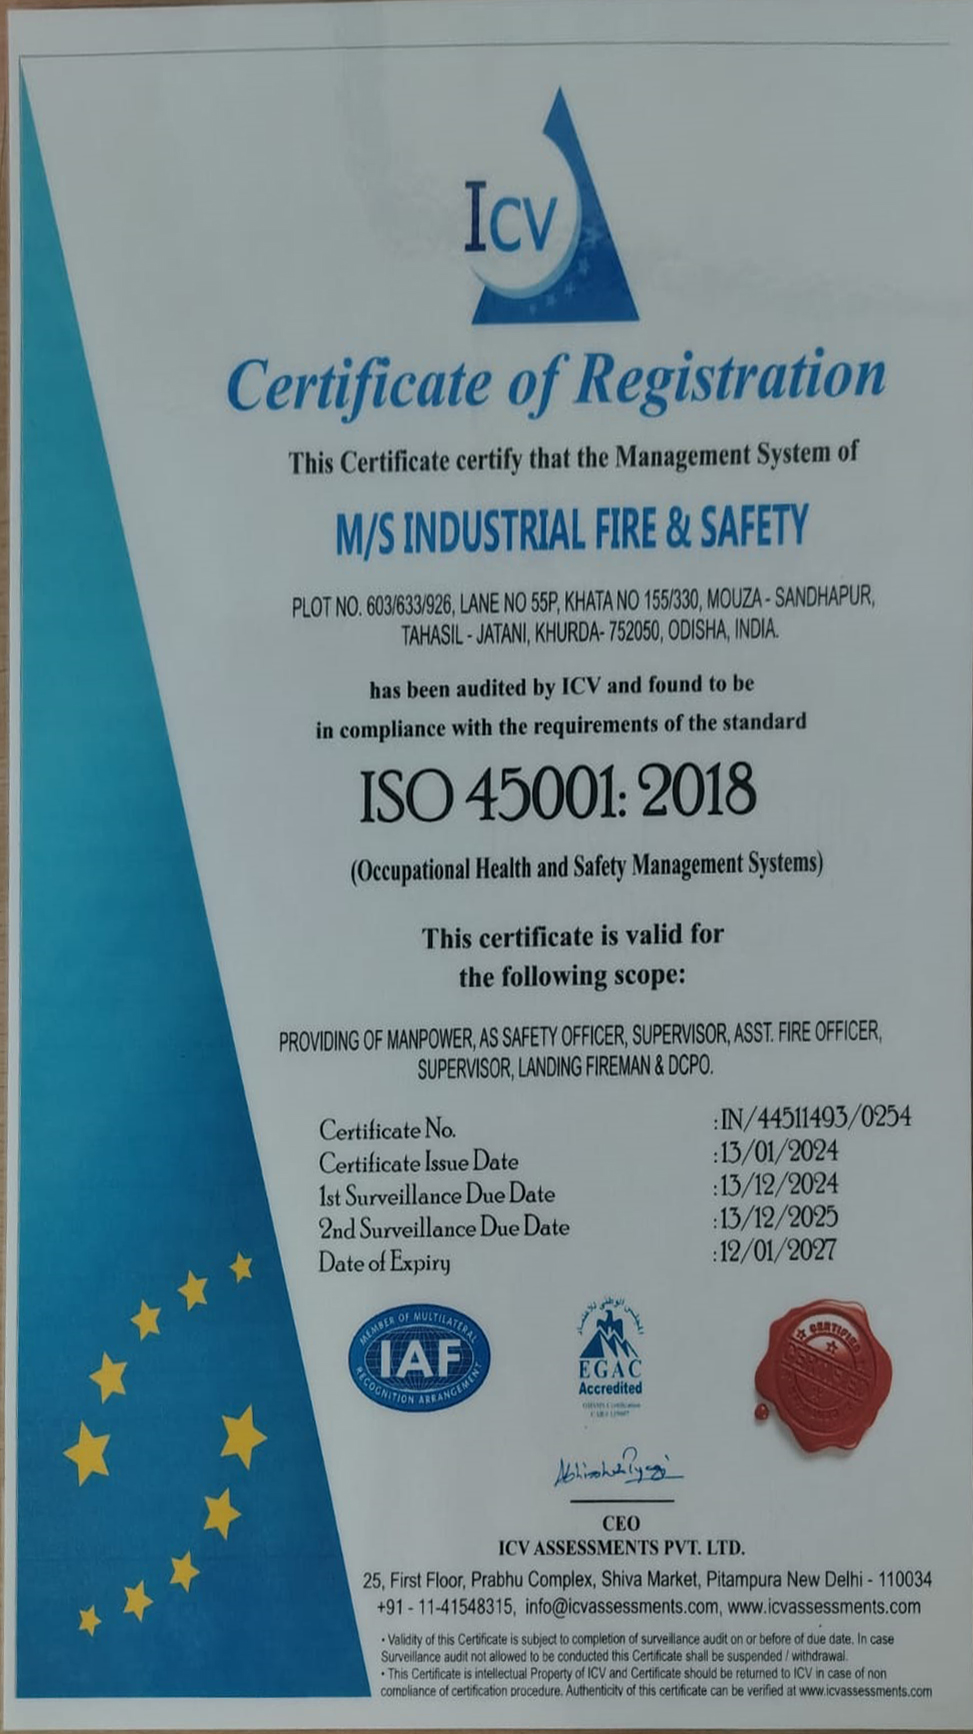 ICV
Certificate of Registration
This Certificate certify that the Management System of
M/S INDUSTRIAL FIRE & SAFETY
PLOT NO. 603/633/926, LANE NO 55P, KHATA NO 155/330, MOUZA - SANDHAPUR,
TAHASIL - JATANI, KHURDA- 752050, ODISHA, INDIA.
has been audited by ICV and found to be
in compliance with the requirements of the standard
ISO 45001: 2018
(Occupational Health and Safety Management Systems)
This certificate is valid for
the following scope:
PROVIDING OF MANPOWER, AS SAFETY OFFICER, SUPERVISOR, ASST. FIRE OFFICER,
SUPERVISOR, LANDING FIREMAN & DCPO.
Certificate No. :IN/44511493/0254
Certificate Issue Date :13/01/2024
1st Surveillance Due Date :13/12/2024
2nd Surveillance Due Date :13/12/2025
Date of Expiry :12/01/2027
MEMBER OF MULTILATERAL
IAF
RECOGNITION ARRANGEMENT
EGAC
Accredited
CERTIFIED
CEO
ICV ASSESSMENTS PVT. LTD.
25, First Floor, Prabhu Complex, Shiva Market, Pitampura New Delhi - 110034
+91 - 11-41548315, info@icvassessments.com, www.icvassessments.com
• Validity of this Certificate is subject to completion of surveillance audit on or before of due date. In case
Surveillance audit not allowed to be conducted this Certificate shall be suspended / withdrawal.
• This Certificate is intellectual Property of ICV and Certificate should be returned to ICV in case of non
compliance of certification procedure. Authenticity of this certificate can be verified at www.icvassessments.com